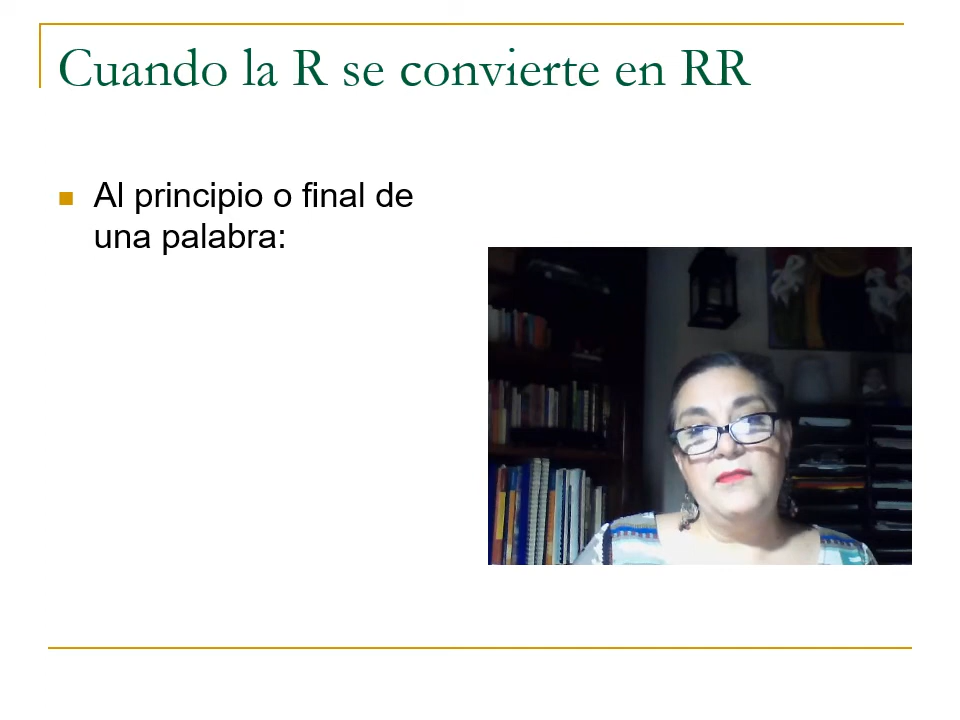 Cuando la R se convierte en RR
Al principio o final de
una palabra: